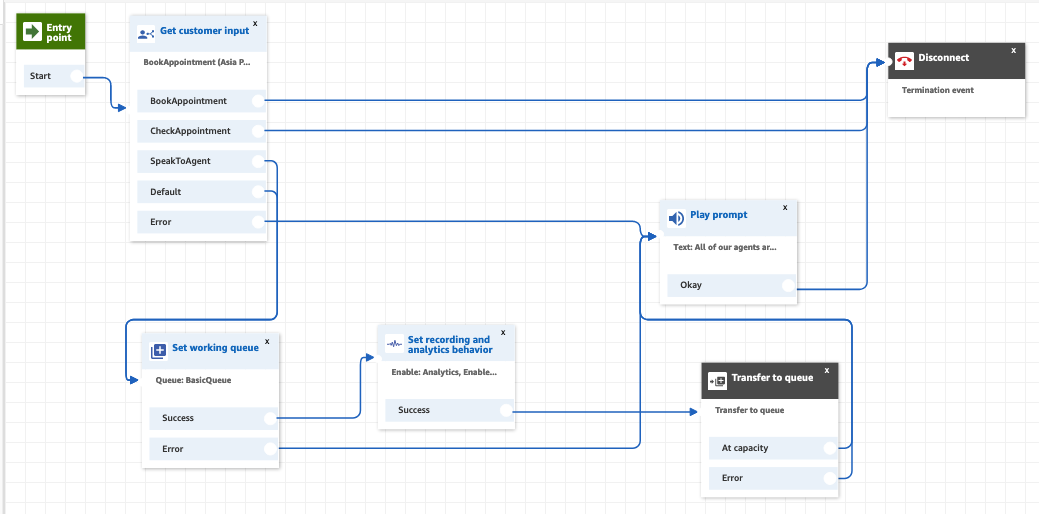 Entry
point
Start
x
Get customer input
BookAppointment (Asia P...
BookAppointment
CheckAppointment
SpeakToAgent
Default
Error
x
Disconnect
Termination event
x
Play prompt
Text: All of our agents ar...
Okay
x
Set working queue
Queue: BasicQueue
Success
Error
x
Set recording and
analytics behavior
Enable: Analytics, Enable...
Success
x
Transfer to queue
Transfer to queue
At capacity
Error